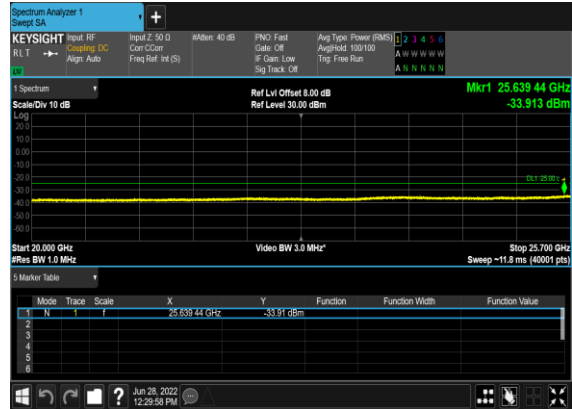 Spectrum Analyzer 1
Swept SA
+
KEYSIGHT
RLT
Input: RF
Coupling: DC
Align: Auto
Input Z: 50 Ω
Corr CCorr
Freq Ref: Int (S)
#Atten: 40 dB
PNO: Fast
Gate: Off
IF Gain: Low
Sig Track: Off
Avg Type: Power (RMS)
Avg|Hold: 100/100
Trig: Free Run
1 2 3 4 5 6
A W W W W W
A N N N N N
1 Spectrum
Scale/Div 10 dB
Ref Lvl Offset 8.00 dB
Ref Level 30.00 dBm
Mkr1 25.639 44 GHz
-33.913 dBm
Log
20.0
10.0
0.00
-10.0
-20.0
-30.0
-40.0
-50.0
-60.0
Start 20.000 GHz
#Res BW 1.0 MHz
Video BW 3.0 MHz*
Stop 25.700 GHz
Sweep ~11.8 ms (40001 pts)
5 Marker Table
Mode Trace Scale X Y Function Function Width Function Value
1 N 1 f 25.639 44 GHz -33.91 dBm
2
3
4
5
6
?
Jun 28, 2022
12:29:58 PM